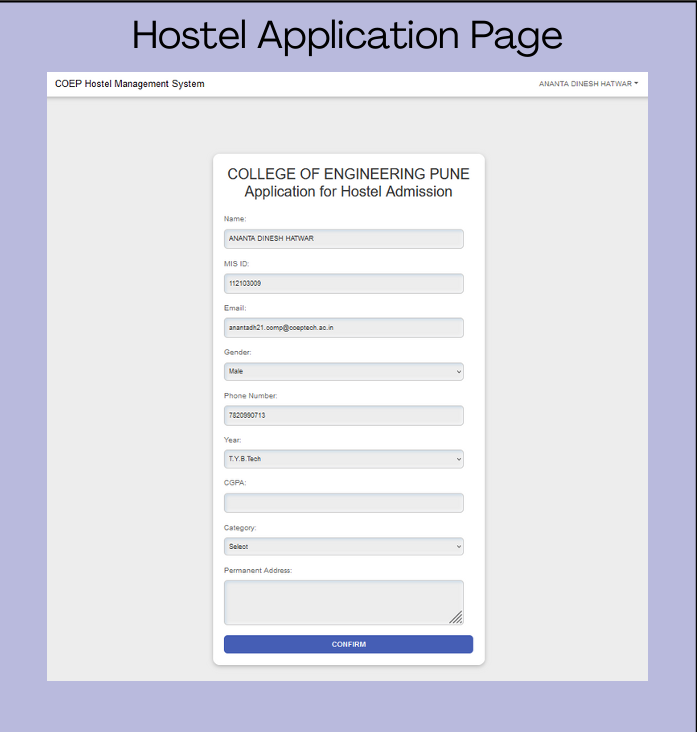 Hostel Application Page
COEP Hostel Management System
ANANTA DINESH HATWAR
COLLEGE OF ENGINEERING PUNE
Application for Hostel Admission
Name:
ANANTA DINESH HATWAR
MIS ID:
112103009
Email:
anantadh21.comp@coeptech.ac.in
Gender:
Male
Phone Number:
7820990713
Year:
T.Y.B.Tech
CGPA:
Category:
Select
Permanent Address:
CONFIRM